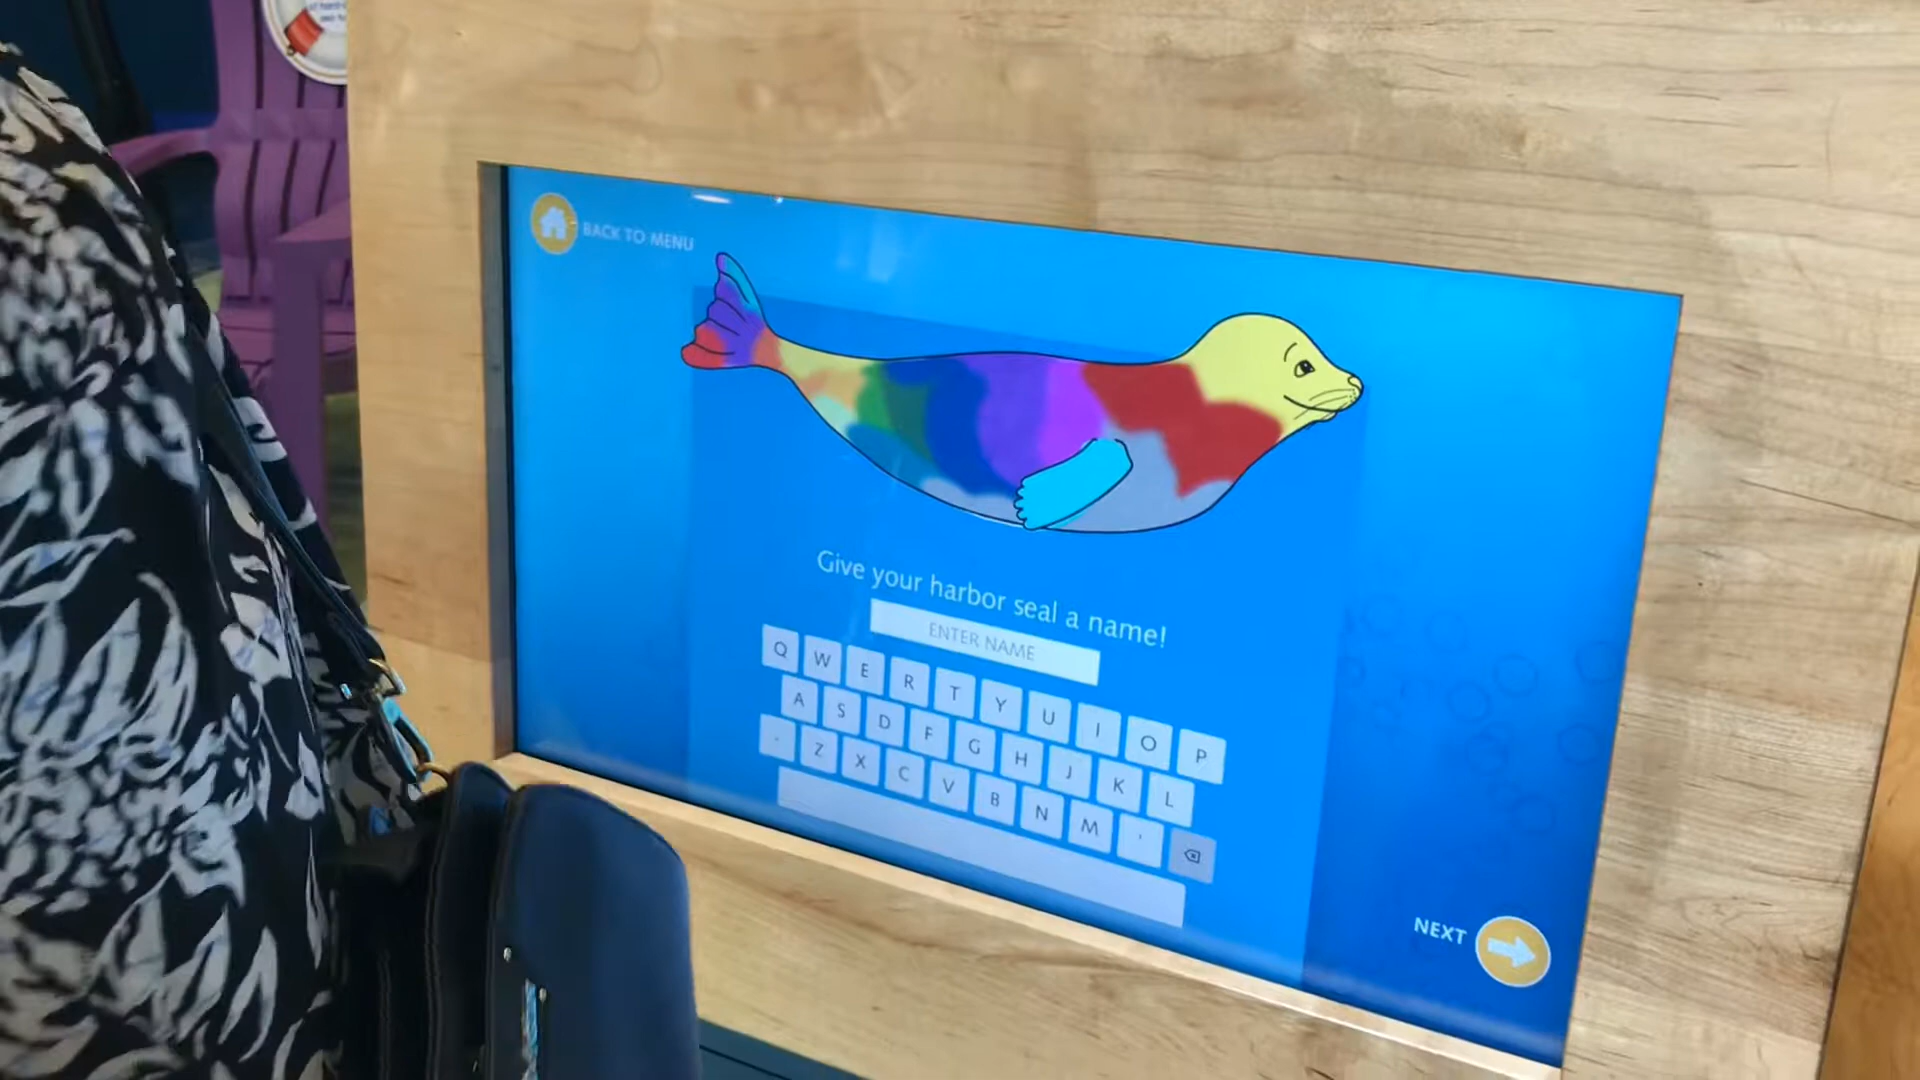 BACK TO MENU
Give your harbor seal a name!
ENTER NAME
Q W E R T Y U I O P
A S D F G H J K L
- Z X C V B N M '
NEXT